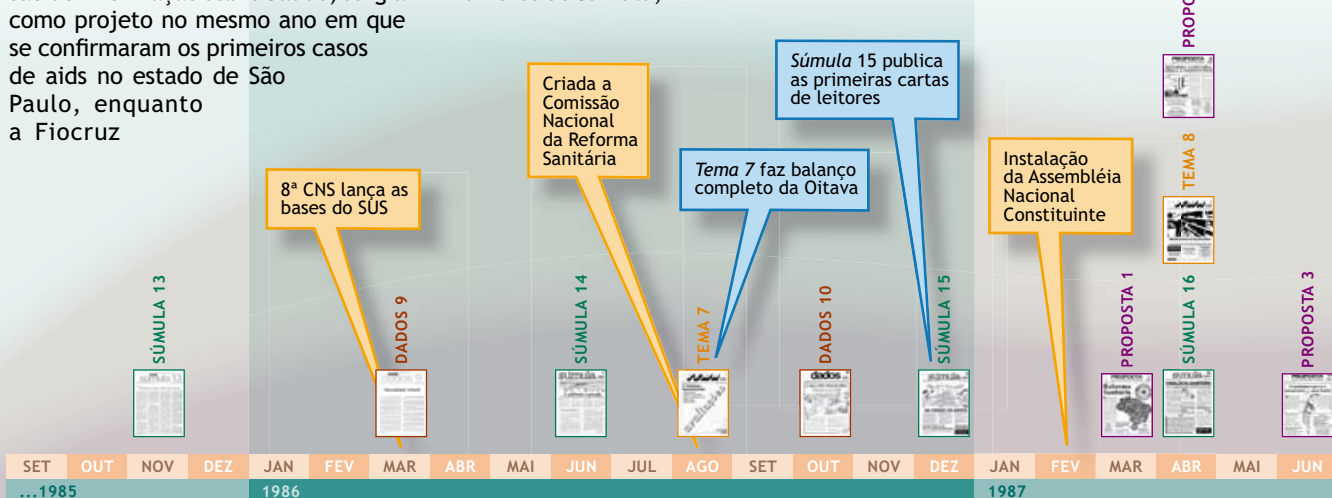 como projeto no mesmo ano em que
se confirmaram os primeiros casos
de aids no estado de São
Paulo, enquanto
a Fiocruz
8ª CNS lança as
bases do SUS
Criada a
Comissão
Nacional
da Reforma
Sanitária
Tema 7 faz balanço
completo da Oitava
Súmula 15 publica
as primeiras cartas
de leitores
Instalação
da Assembléia
Nacional
Constituinte
SÚMULA 13
DADOS 9
SÚMULA 14
TEMA 7
DADOS 10
SÚMULA 15
PROPOSTA 1
TEMA 8
SÚMULA 16
PROPOSTA 3
SET OUT NOV DEZ JAN FEV MAR ABR MAI JUN JUL AGO SET OUT NOV DEZ JAN FEV MAR ABR MAI JUN
...1985 1986 1987